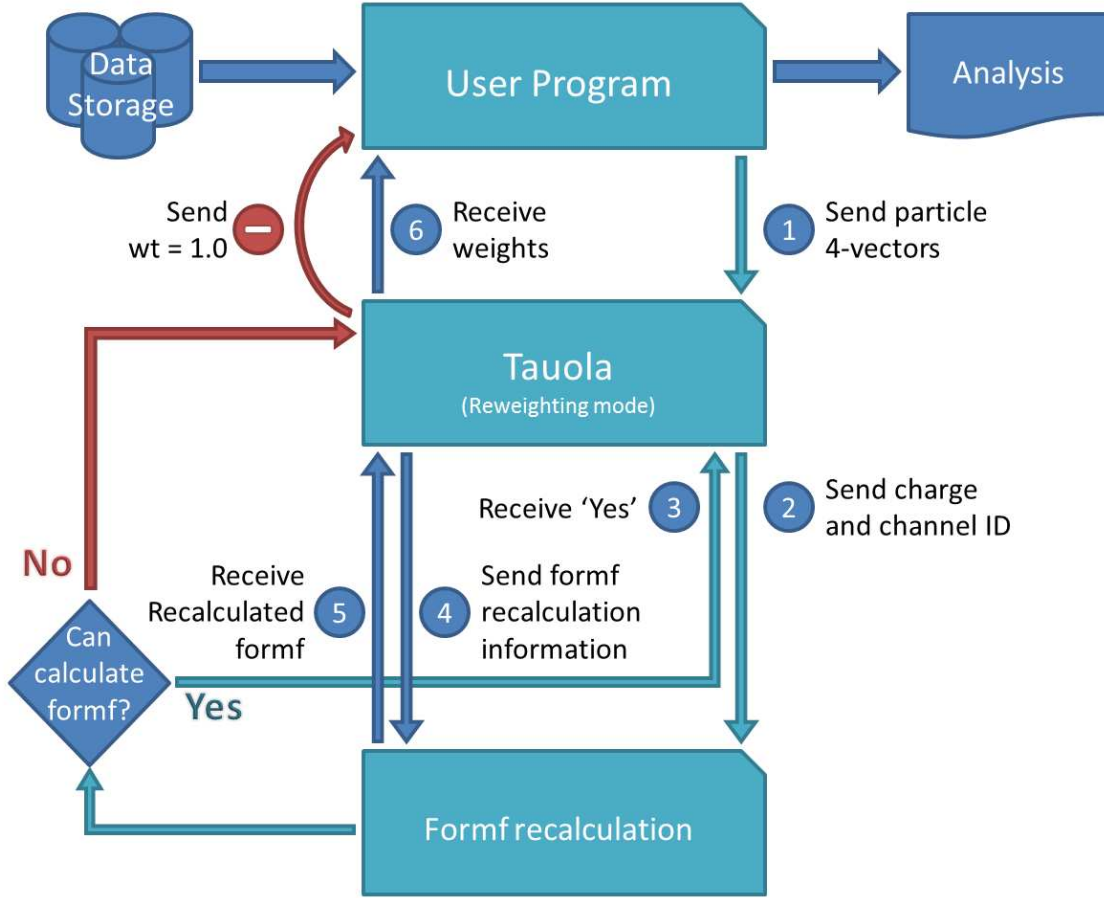 Data
Storage
User Program
Analysis
Send
wt = 1.0
6
Receive
weights
1
Send particle
4-vectors
Tauola
(Reweighting mode)
Receive ‘Yes’
3
2
Send charge
and channel ID
No
Receive
Recalculated
formf
5
4
Send formf
recalculation
information
Can
calculate
formf?
Yes
Formf recalculation